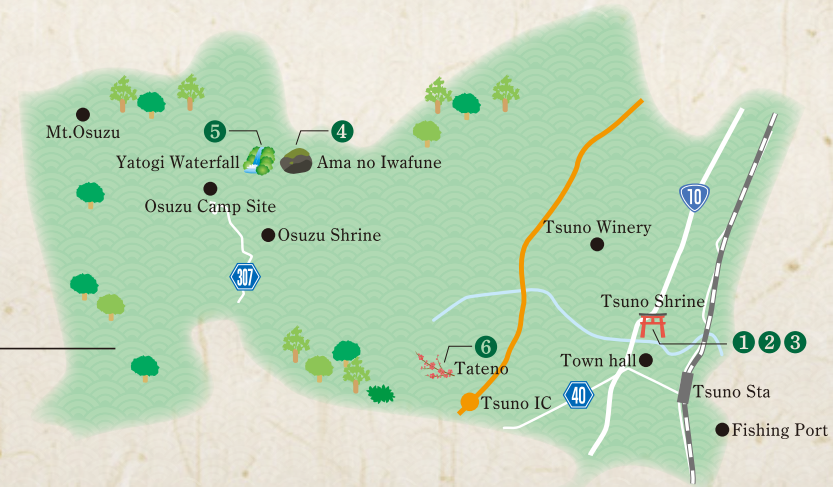 Mt.Osuzu
5
4
Yatogi Waterfall
Ama no Iwafune
Osuzu Camp Site
Osuzu Shrine
307
10
Tsuno Winery
Tsuno Shrine
1 2 3
6
Tateno
Town hall
Tsuno IC
40
Tsuno Sta
Fishing Port